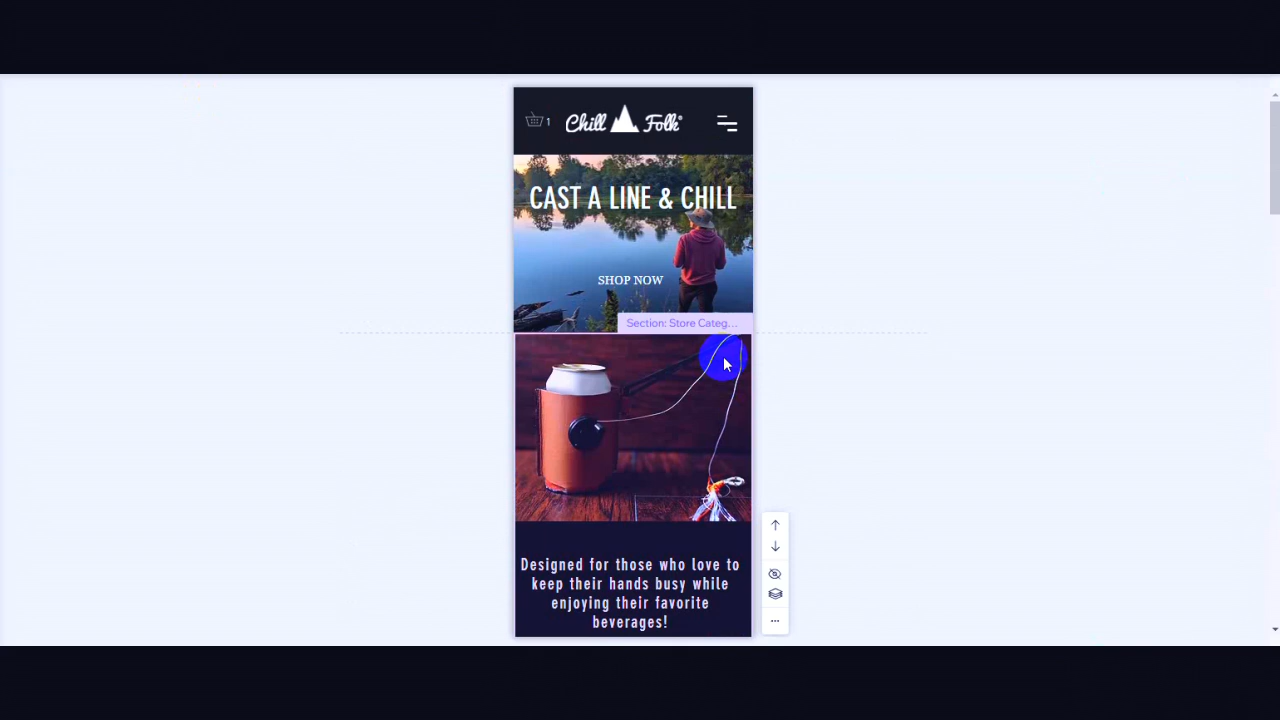 1
Chill Folk®
CAST A LINE & CHILL
SHOP NOW
Section: Store Categ...
Designed for those who love to
keep their hands busy while
enjoying their favorite
beverages!